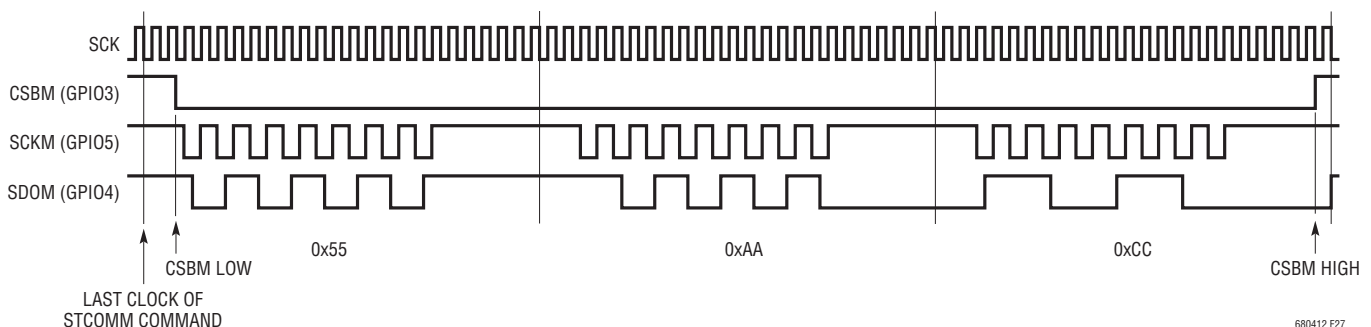 SCK
CSBM (GPIO3)
SCKM (GPIO5)
SDOM (GPIO4)
0x55
0xAA
0xCC
CSBM LOW
CSBM HIGH
LAST CLOCK OF
STCOMM COMMAND
680412 F27